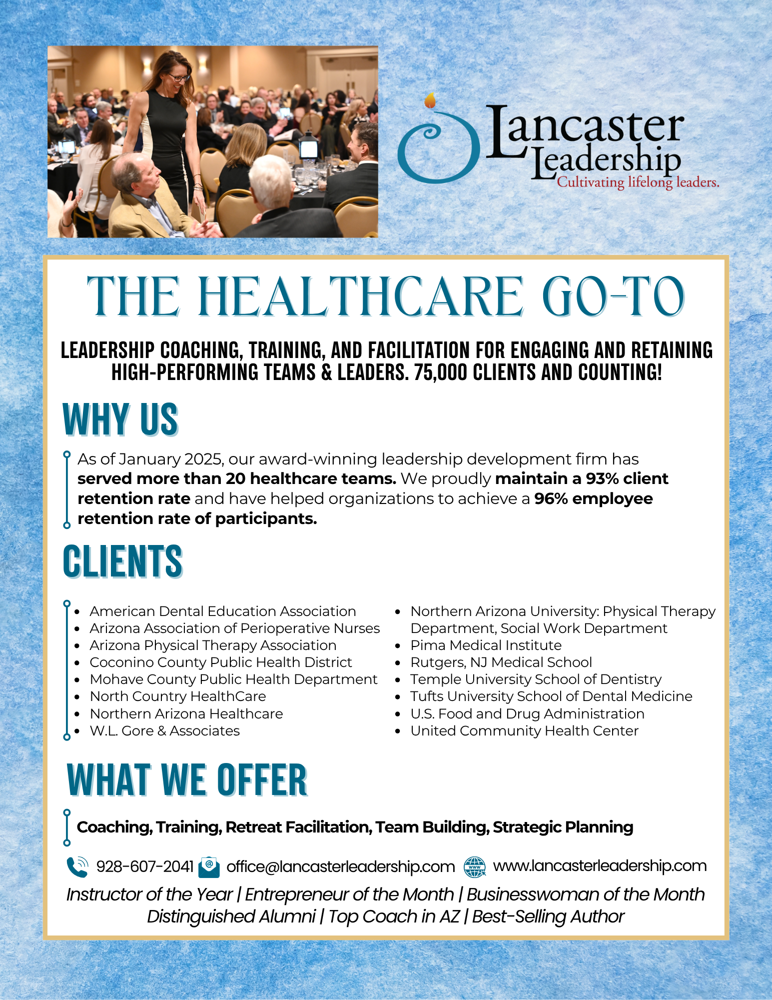 Lancaster
Leadership
Cultivating lifelong leaders.
THE HEALTHCARE GO-TO
LEADERSHIP COACHING, TRAINING, AND FACILITATION FOR ENGAGING AND RETAINING
HIGH-PERFORMING TEAMS & LEADERS. 75,000 CLIENTS AND COUNTING!
WHY US
As of January 2025, our award-winning leadership development firm has
served more than 20 healthcare teams. We proudly maintain a 93% client
retention rate and have helped organizations to achieve a 96% employee
retention rate of participants.
CLIENTS
• American Dental Education Association
• Arizona Association of Perioperative Nurses
• Arizona Physical Therapy Association
• Coconino County Public Health District
• Mohave County Public Health Department
• North Country HealthCare
• Northern Arizona Healthcare
• W.L. Gore & Associates
• Northern Arizona University: Physical Therapy
Department, Social Work Department
• Pima Medical Institute
• Rutgers, NJ Medical School
• Temple University School of Dentistry
• Tufts University School of Dental Medicine
• U.S. Food and Drug Administration
• United Community Health Center
WHAT WE OFFER
Coaching, Training, Retreat Facilitation, Team Building, Strategic Planning
928-607-2041 @ office@lancasterleadership.com WWW www.lancasterleadership.com
Instructor of the Year | Entrepreneur of the Month | Businesswoman of the Month
Distinguished Alumni | Top Coach in AZ | Best-Selling Author